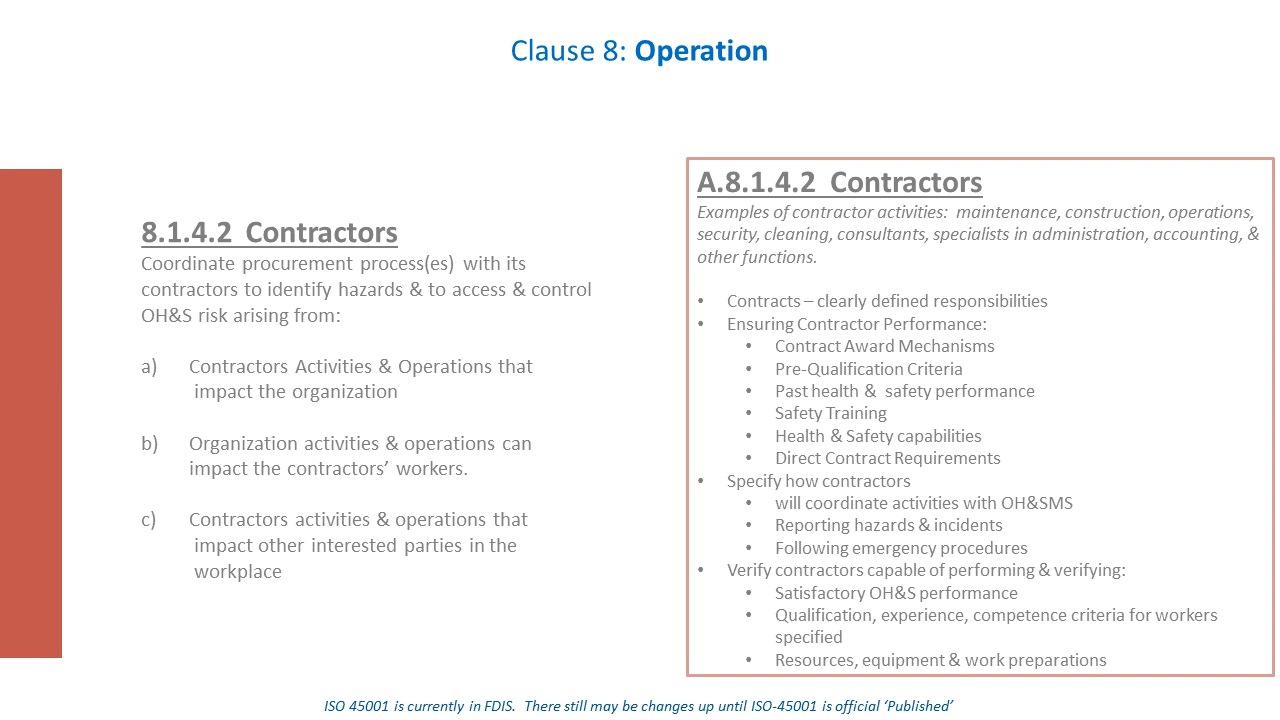 Clause 8: Operation
8.1.4.2 Contractors
Coordinate procurement process(es) with its
contractors to identify hazards & to access & control
OH&S risk arising from:
a) Contractors Activities & Operations that
impact the organization
b) Organization activities & operations can
impact the contractors’ workers.
c) Contractors activities & operations that
impact other interested parties in the
workplace
A.8.1.4.2 Contractors
Examples of contractor activities: maintenance, construction, operations,
security, cleaning, consultants, specialists in administration, accounting, &
other functions.
• Contracts – clearly defined responsibilities
• Ensuring Contractor Performance:
• Contract Award Mechanisms
• Pre-Qualification Criteria
• Past health & safety performance
• Safety Training
• Health & Safety capabilities
• Direct Contract Requirements
• Specify how contractors
• will coordinate activities with OH&SMS
• Reporting hazards & incidents
• Following emergency procedures
• Verify contractors capable of performing & verifying:
• Satisfactory OH&S performance
• Qualification, experience, competence criteria for workers
specified
• Resources, equipment & work preparations
ISO 45001 is currently in FDIS. There still may be changes up until ISO-45001 is official ‘Published’